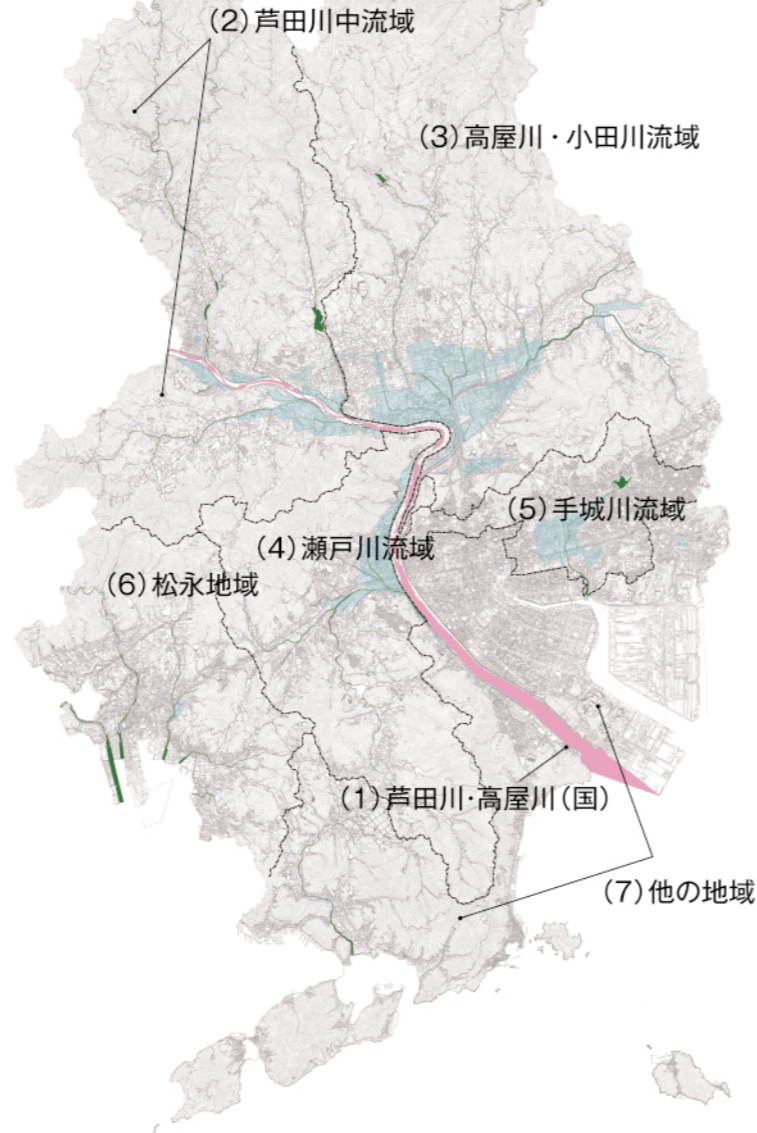 (2)芦田川中流域
(3)高屋川・小田川流域
(5)手城川流域
(4)瀬戸川流域
(6)松永地域
(1)芦田川・高屋川(国)
(7)他の地域